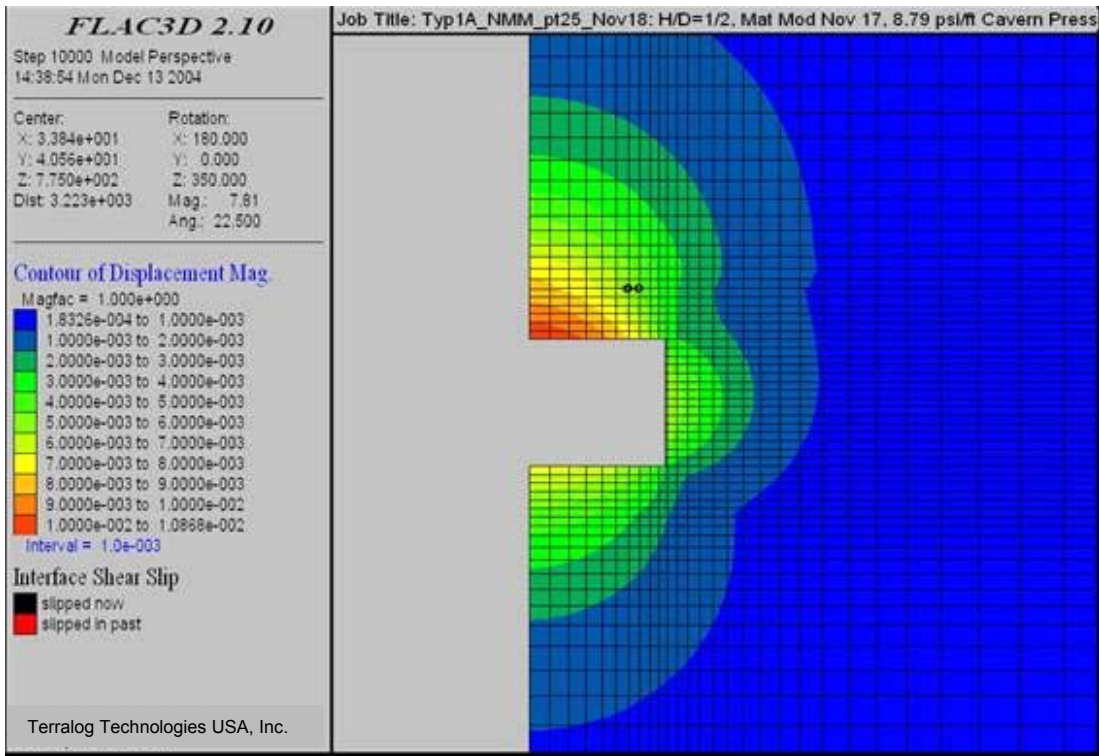 FLAC3D 2.10
Step 10000 Model Perspective
14:38:54 Mon Dec 13 2004
Center: Rotation:
X: 3.384e+001 X: 180.000
Y: 4.056e+001 Y: 0.000
Z: 7.750e+002 Z: 350.000
Dist: 3.223e+003 Mag.: 7.81
Ang.: 22.500
Contour of Displacement Mag.
Magfac = 1.000e+000
1.8326e-004 to 1.0000e-003
1.0000e-003 to 2.0000e-003
2.0000e-003 to 3.0000e-003
3.0000e-003 to 4.0000e-003
4.0000e-003 to 5.0000e-003
5.0000e-003 to 6.0000e-003
6.0000e-003 to 7.0000e-003
7.0000e-003 to 8.0000e-003
8.0000e-003 to 9.0000e-003
9.0000e-003 to 1.0000e-002
1.0000e-002 to 1.0868e-002
Interval = 1.0e-003
Interface Shear Slip
slipped now
slipped in past
Terralog Technologies USA, Inc.
Job Title: Typ1A_NMM_pt25_Nov18: H/D=1/2, Mat Mod Nov 17, 8.79 psi/ft Cavern Press